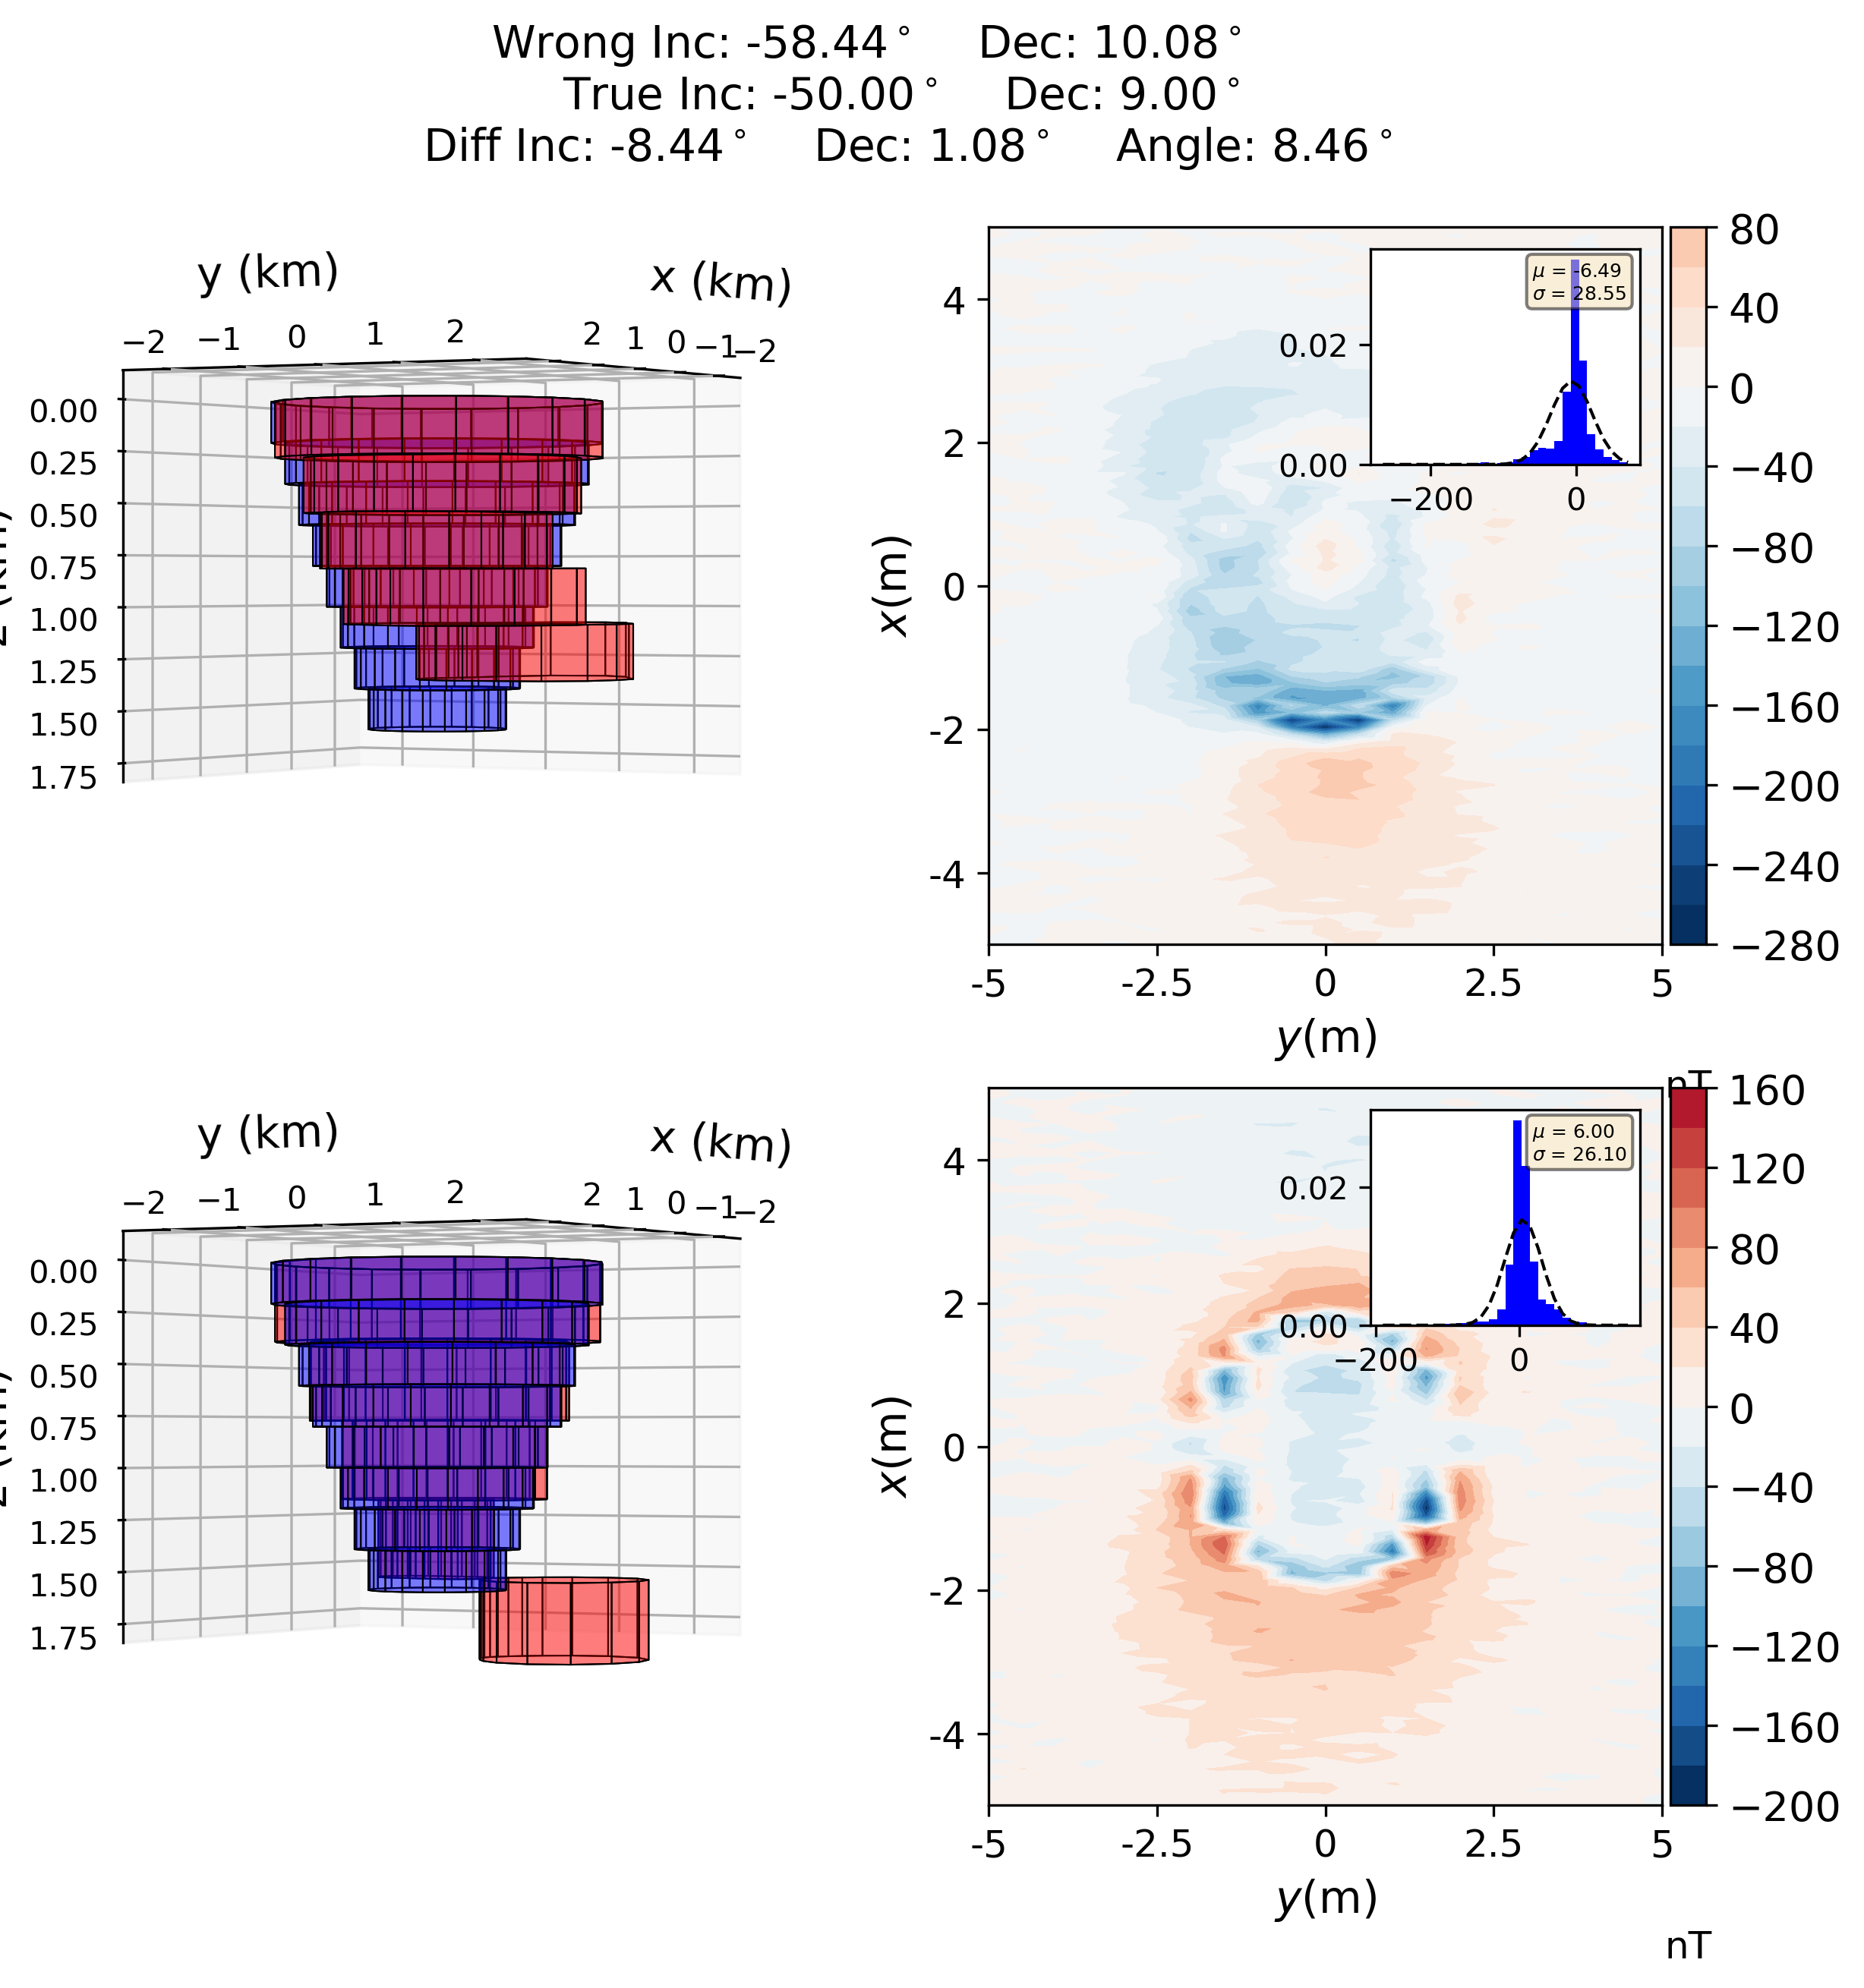 Wrong Inc: -58.44° Dec: 10.08°
True Inc: -50.00° Dec: 9.00°
Diff Inc: -8.44° Dec: 1.08° Angle: 8.46°
y (km) x (km)
−2 −1 0 1 2 2 1 0 −1 −2
0.00
0.25
0.50
0.75
1.00
1.25
1.50
1.75
4
2
0
-2
-4
x(m)
-5 -2.5 0 2.5 5
y(m)
μ = -6.49
σ = 28.55
0.02
0.00
−200 0
80
40
0
−40
−80
−120
−160
−200
−240
−280
nT
y (km) x (km)
−2 −1 0 1 2 2 1 0 −1 −2
0.00
0.25
0.50
0.75
1.00
1.25
1.50
1.75
4
2
0
-2
-4
x(m)
-5 -2.5 0 2.5 5
y(m)
μ = 6.00
σ = 26.10
0.02
0.00
−200 0
160
120
80
40
0
−40
−80
−120
−160
−200
nT